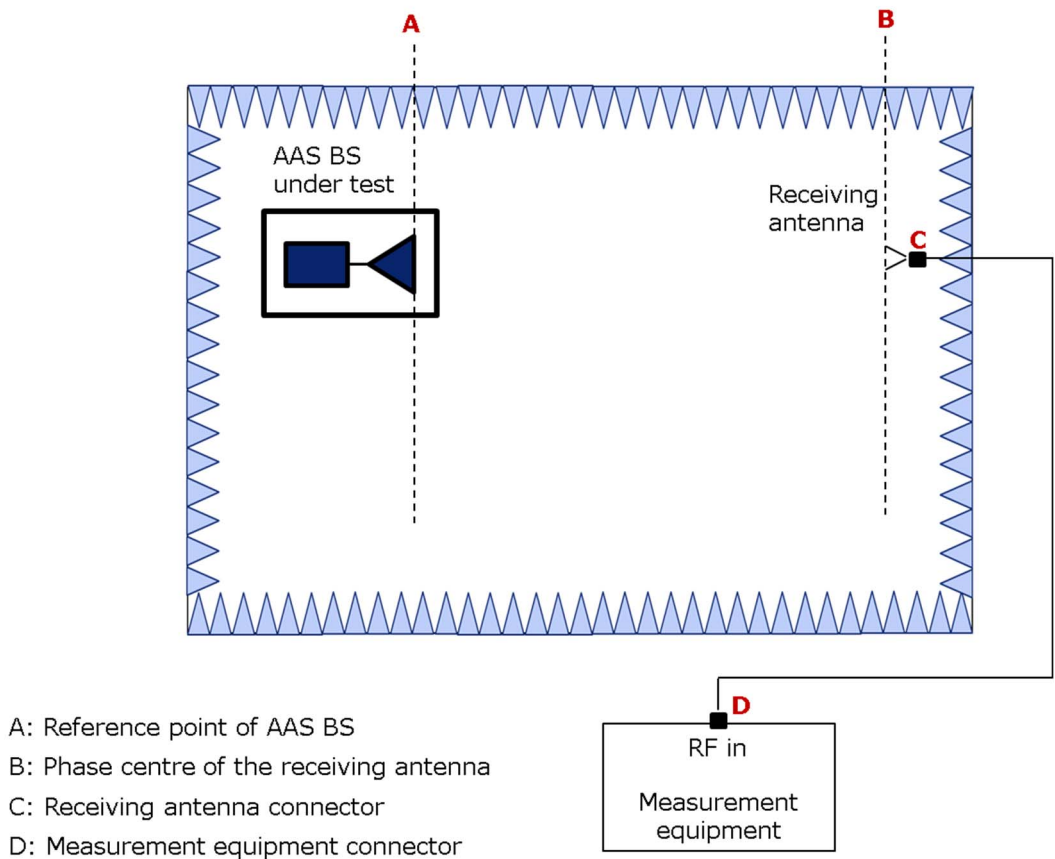 A
B
AAS BS
under test
Receiving
antenna
C
D
RF in
Measurement
equipment
A: Reference point of AAS BS
B: Phase centre of the receiving antenna
C: Receiving antenna connector
D: Measurement equipment connector